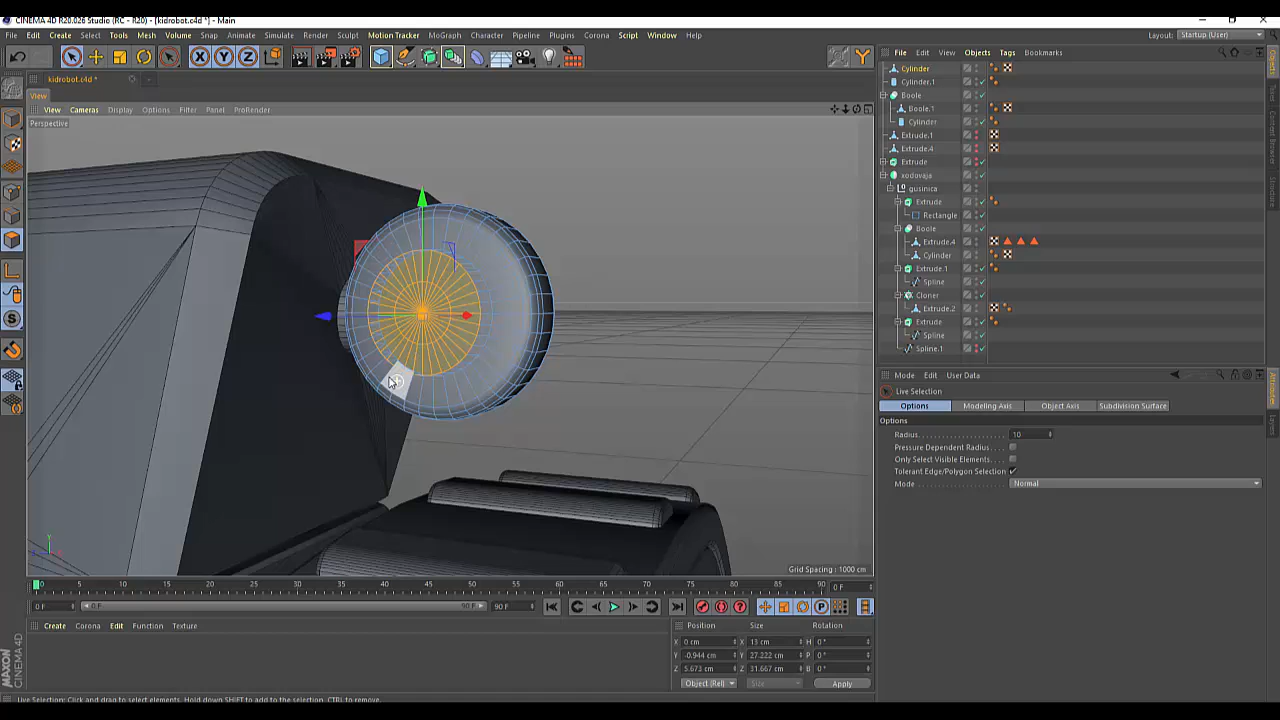 CINEMA 4D R20.026 Studio (RC - R20) - [kidrobot.c4d *] - Main
File Edit Create Select Tools Mesh Volume Snap Animate Simulate Render Sculpt Motion Tracker MoGraph Character Pipeline Plugins Corona Script Window Help
Layout: Startup (User)
File Edit View Objects Tags Bookmarks
kidrobot.c4d *
View
View Cameras Display Options Filter Panel ProRender
Perspective
Cylinder
Cylinder.1
Boole
Boole.1
Cylinder
Extrude.1
Extrude.4
Extrude
xodovaja
gusinica
Extrude
Rectangle
Boole
Extrude.4
Cylinder
Extrude.1
Spline
Cloner
Extrude.2
Extrude
Spline
Spline.1
Mode Edit User Data
Live Selection
Options Modeling Axis Object Axis Subdivision Surface
Options
Radius 10
Pressure Dependent Radius
Only Select Visible Elements
Tolerant Edge/Polygon Selection
Mode Normal
Grid Spacing : 1000 cm
0 5 10 15 20 25 30 35 40 45 50 55 60 65 70 75 80 85 90 0 F
0 F 0 F 90 F 90 F
Create Corona Edit Function Texture
Position Size Rotation
X 0 cm X 13 cm H 0 °
Y -0.944 cm Y 27.222 cm P 0 °
Z 5.673 cm Z 31.667 cm B 0 °
Object (Rel) Size Apply
MAXON
CINEMA 4D
Live Selection: Click and drag to select elements. Hold down SHIFT to add to the selection, CTRL to remove.